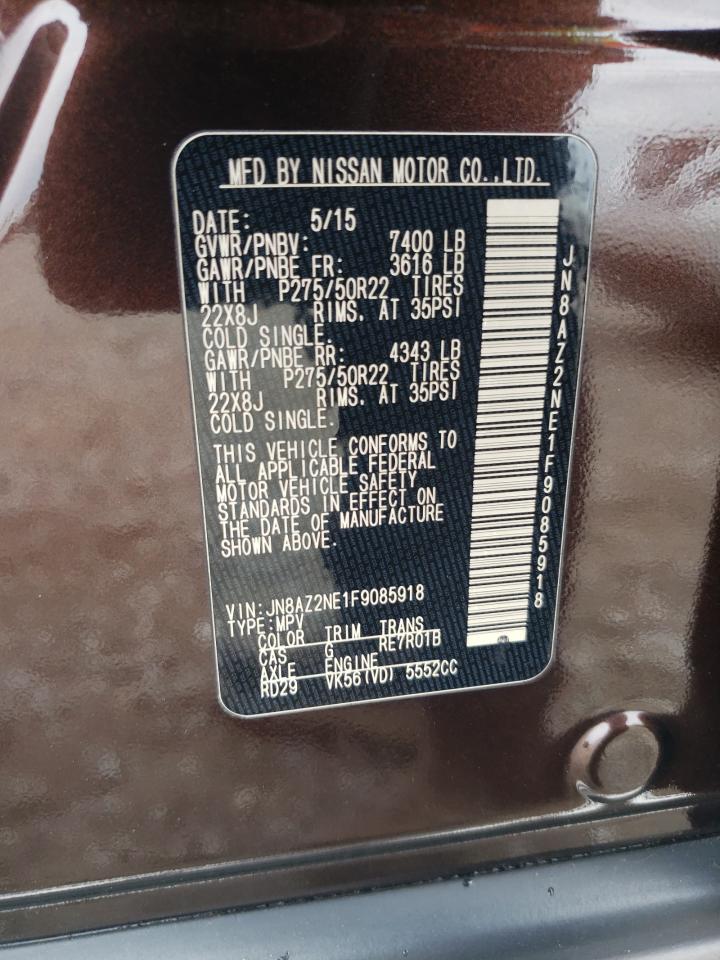 MFD BY NISSAN MOTOR CO.,LTD.
DATE: 5/15
GVWR/PNBV: 7400 LB
GAWR/PNBE FR: 3616 LB
WITH P275/50R22 TIRES
22X8J RIMS. AT 35PSI
COLD SINGLE.
GAWR/PNBE RR: 4343 LB
WITH P275/50R22 TIRES
22X8J RIMS. AT 35PSI
COLD SINGLE.
THIS VEHICLE CONFORMS TO
ALL APPLICABLE FEDERAL
MOTOR VEHICLE SAFETY
STANDARDS IN EFFECT ON
THE DATE OF MANUFACTURE
SHOWN ABOVE.
VIN:JN8AZ2NE1F9085918
TYPE:MPV
COLOR TRIM TRANS
CAS G RE7R01B
AXLE ENGINE
RD29 VK56(VD) 5552CC
JN8AZ2NE1F9085918